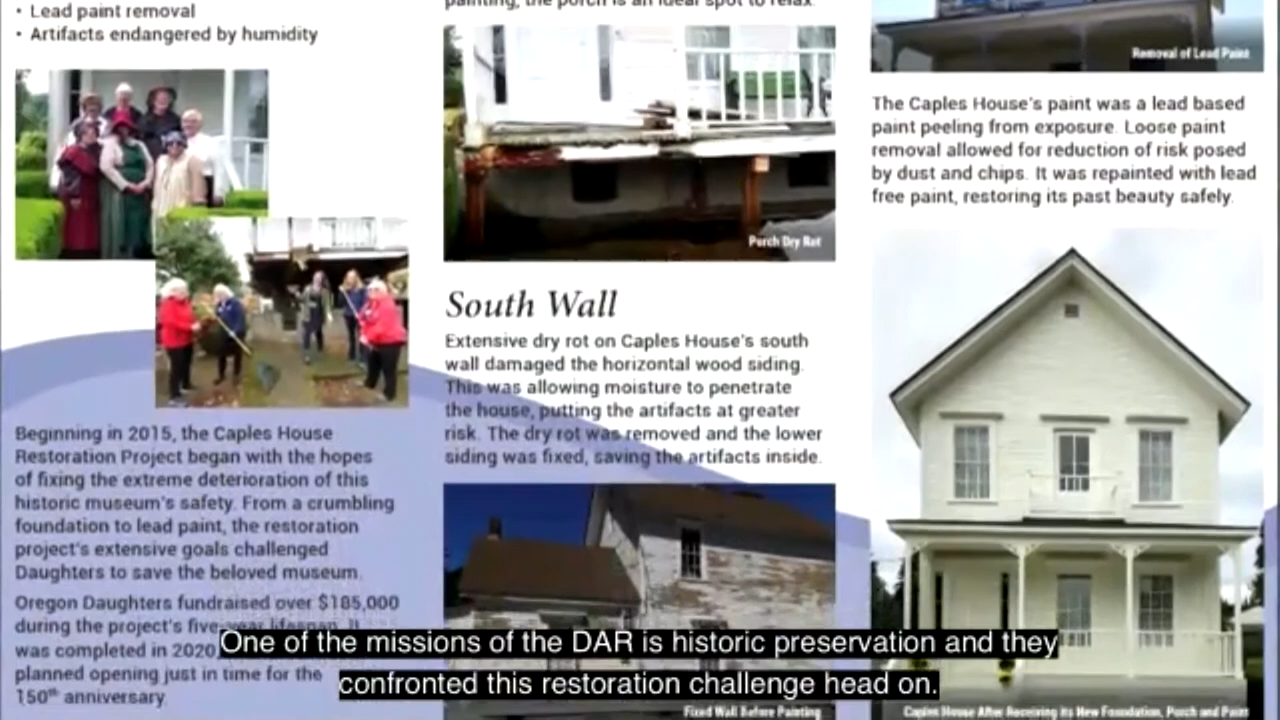 • Lead paint removal
• Artifacts endangered by humidity
Beginning in 2015, the Caples House
Restoration Project began with the hopes
of fixing the extreme deterioration of this
historic museum's safety. From a crumbling
foundation to lead paint, the restoration
project's extensive goals challenged
Daughters to save the beloved museum.
Oregon Daughters fundraised over $185,000
during the project's five-year lifespan. It
was completed in 2020
planned opening just in time for the
150th anniversary
painting, the porch is an ideal spot to relax.
Porch Dry Rot
South Wall
Extensive dry rot on Caples House's south
wall damaged the horizontal wood siding.
This was allowing moisture to penetrate
the house, putting the artifacts at greater
risk. The dry rot was removed and the lower
siding was fixed, saving the artifacts inside.
Fixed Wall Before Painting
Removal of Lead Paint
The Caples House's paint was a lead based
paint peeling from exposure. Loose paint
removal allowed for reduction of risk posed
by dust and chips. It was repainted with lead
free paint, restoring its past beauty safely.
Caples House After Receiving its New Foundation, Porch and Paint
One of the missions of the DAR is historic preservation and they
confronted this restoration challenge head on.